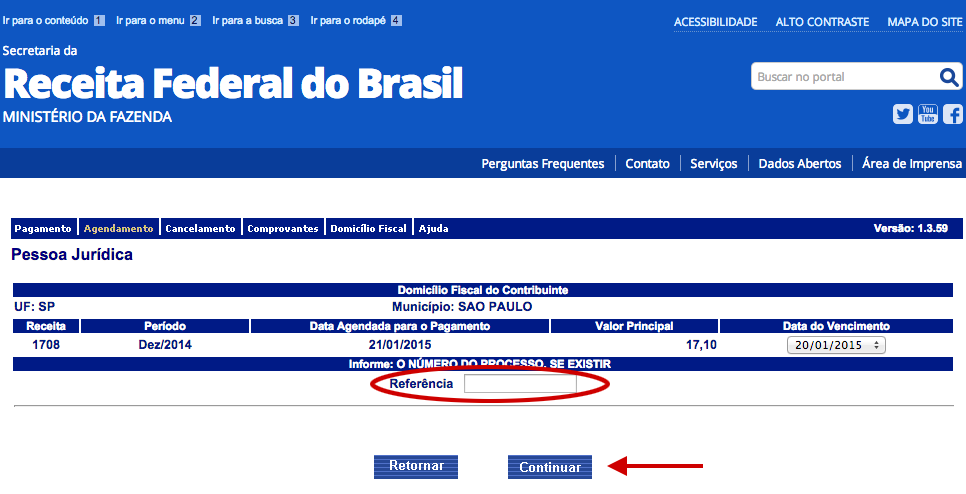 Ir para o conteúdo 1 Ir para o menu 2 Ir para a busca 3 Ir para o rodapé 4 ACESSIBILIDADE ALTO CONTRASTE MAPA DO SITE
Secretaria da
Receita Federal do Brasil
MINISTÉRIO DA FAZENDA
Buscar no portal
You Tube
Perguntas Frequentes Contato Serviços Dados Abertos Área de Imprensa
Pagamento Agendamento Cancelamento Comprovantes Domicílio Fiscal Ajuda Versão: 1.3.59
Pessoa Jurídica
Domicílio Fiscal do Contribuinte
UF: SP Município: SAO PAULO
Receita Período Data Agendada para o Pagamento Valor Principal Data do Vencimento
1708 Dez/2014 21/01/2015 17,10 20/01/2015
Informe: O NÚMERO DO PROCESSO, SE EXISTIR
Referência
Retornar Continuar